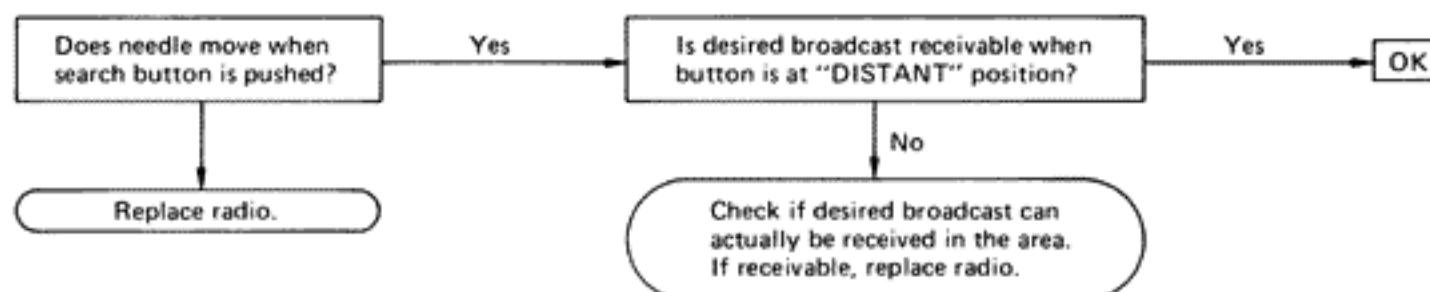 Does needle move when
search button is pushed?
Yes
Is desired broadcast receivable when
button is at “DISTANT” position?
Yes
OK
No
Replace radio.
Check if desired broadcast can
actually be received in the area.
If receivable, replace radio.